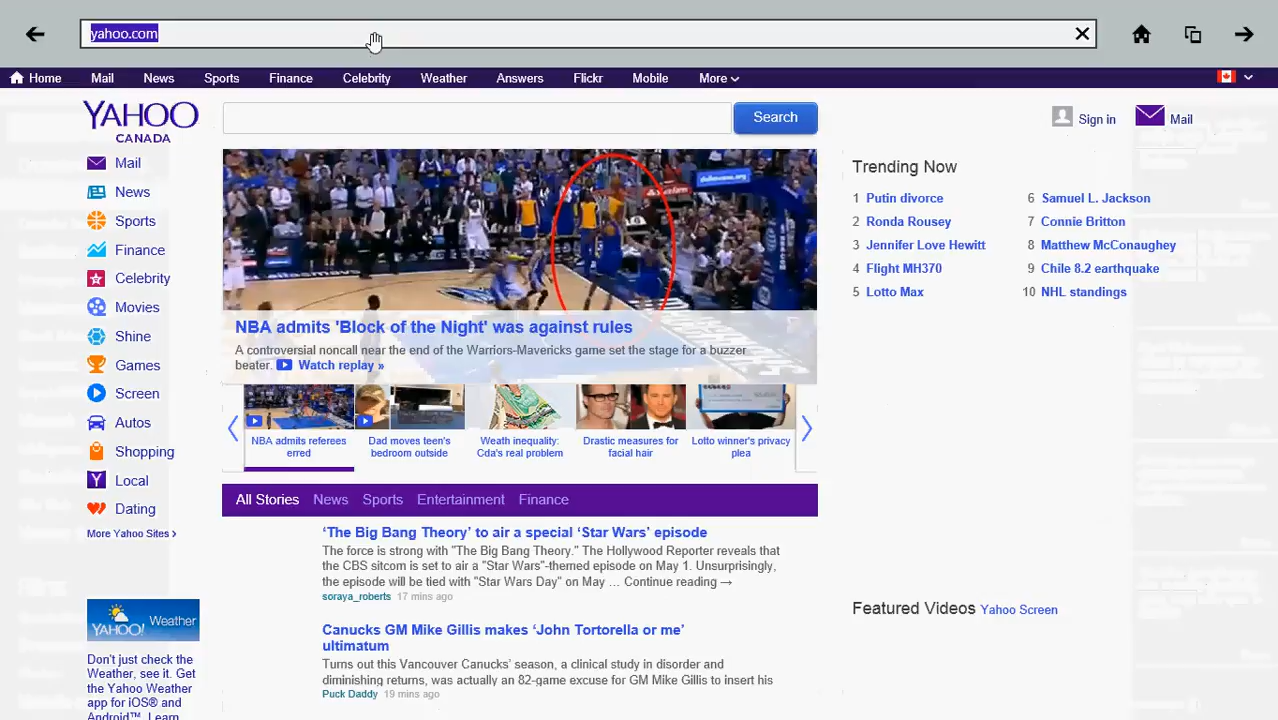 yahoo.com
Home Mail News Sports Finance Celebrity Weather Answers Flickr Mobile More
YAHOO
CANADA
Search
Sign in
Mail
Mail
News
Sports
Finance
Celebrity
Movies
Shine
Games
Screen
Autos
Shopping
Local
Dating
More Yahoo Sites >
YAHOO! Weather
Don't just check the
Weather, see it. Get
the Yahoo Weather
app for iOS® and
Android™. Learn
NBA admits 'Block of the Night' was against rules
A controversial noncall near the end of the Warriors-Mavericks game set the stage for a buzzer
beater. Watch replay »
NBA admits referees
erred
Dad moves teen's
bedroom outside
Weath inequality:
Cda's real problem
Drastic measures for
facial hair
Lotto winner's privacy
plea
All Stories News Sports Entertainment Finance
‘The Big Bang Theory’ to air a special ‘Star Wars’ episode
The force is strong with "The Big Bang Theory." The Hollywood Reporter reveals that
the CBS sitcom is set to air a "Star Wars"-themed episode on May 1. Unsurprisingly,
the episode will be tied with "Star Wars Day" on May … Continue reading →
soraya_roberts 17 mins ago
Canucks GM Mike Gillis makes ‘John Tortorella or me’
ultimatum
Turns out this Vancouver Canucks’ season, a clinical study in disorder and
diminishing returns, was actually an 82-game excuse for GM Mike Gillis to insert his
Puck Daddy 19 mins ago
Trending Now
1 Putin divorce
2 Ronda Rousey
3 Jennifer Love Hewitt
4 Flight MH370
5 Lotto Max
6 Samuel L. Jackson
7 Connie Britton
8 Matthew McConaughey
9 Chile 8.2 earthquake
10 NHL standings
Featured Videos Yahoo Screen